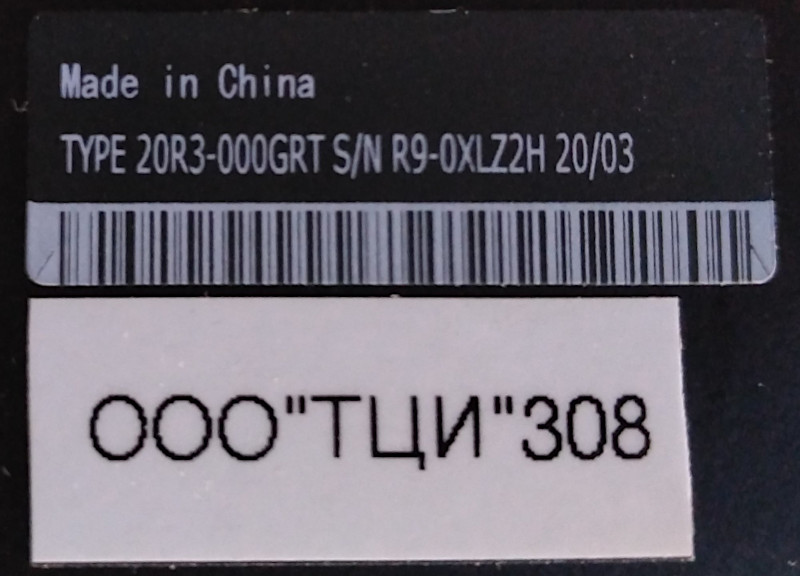 Made in China
TYPE 20R3-000GRT S/N R9-0XLZ2H 20/03
ООО"ТЦИ"308